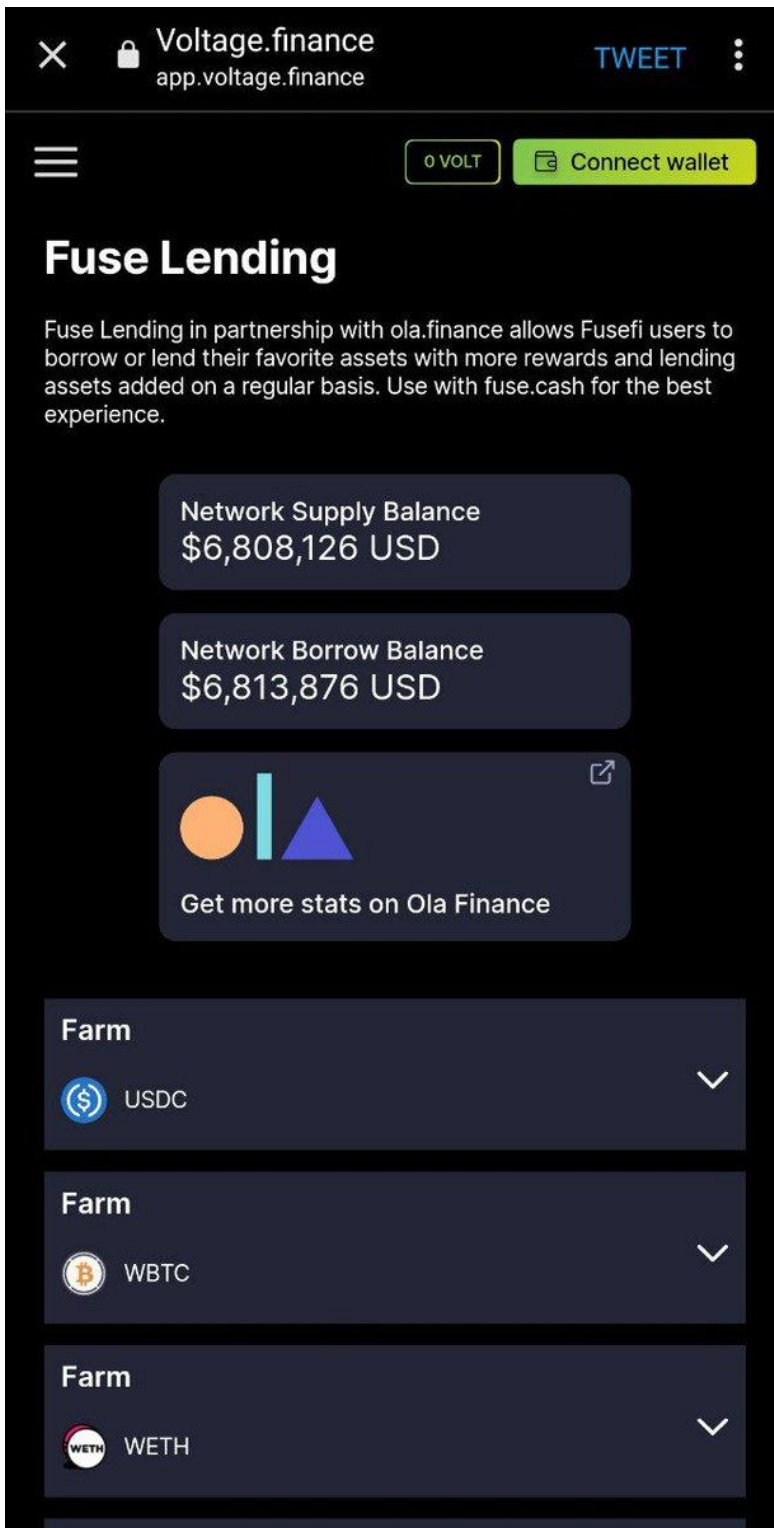 Voltage.finance
app.voltage.finance
TWEET
0 VOLT
Connect wallet
Fuse Lending
Fuse Lending in partnership with ola.finance allows Fusefi users to
borrow or lend their favorite assets with more rewards and lending
assets added on a regular basis. Use with fuse.cash for the best
experience.
Network Supply Balance
$6,808,126 USD
Network Borrow Balance
$6,813,876 USD
Get more stats on Ola Finance
Farm
USDC
Farm
WBTC
Farm
WETH
WETH